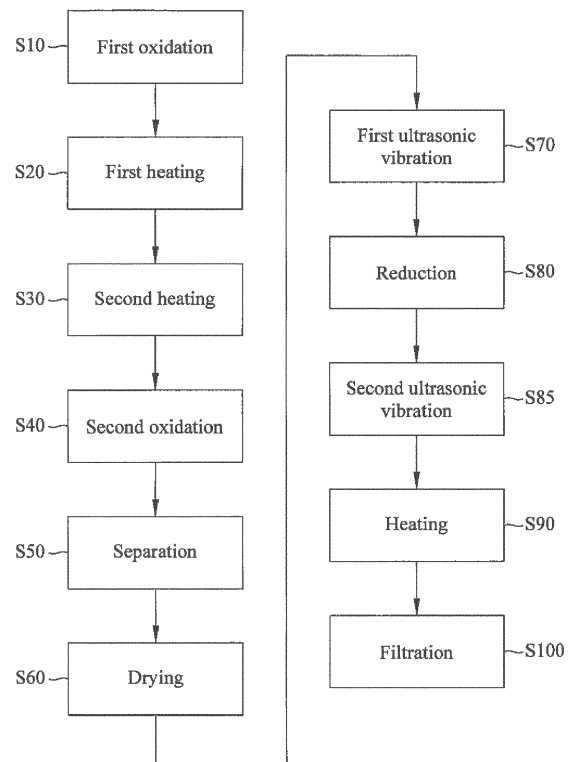 S10
First oxidation
S20
First heating
S30
Second heating
S40
Second oxidation
S50
Separation
S60
Drying
First ultrasonic
vibration
S70
Reduction
S80
Second ultrasonic
vibration
S85
Heating
S90
Filtration
S100